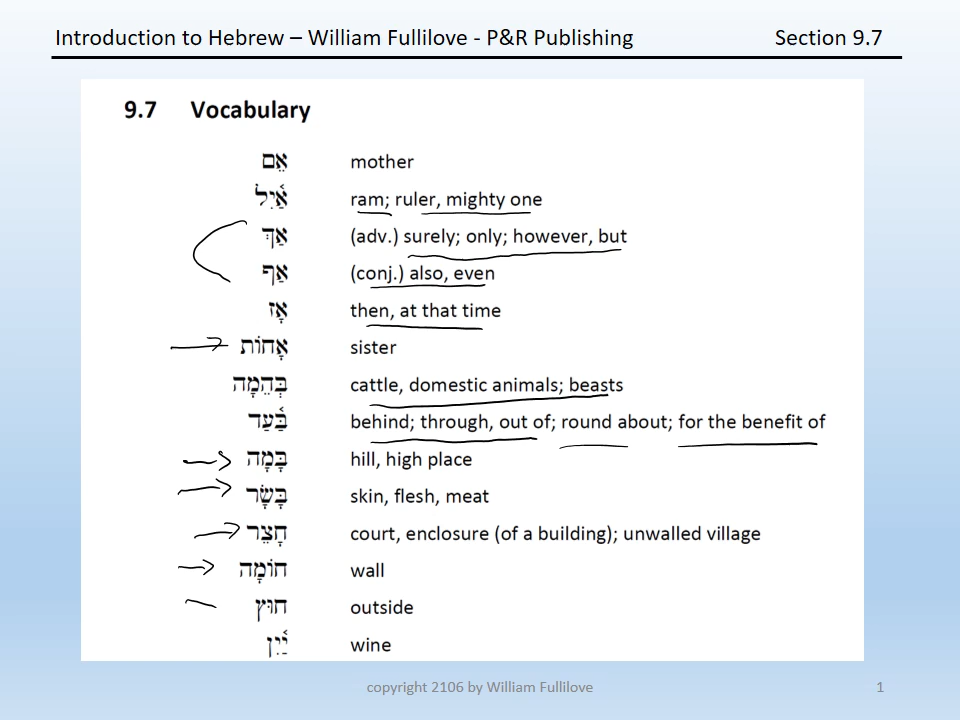 Introduction to Hebrew – William Fullilove - P&R Publishing Section 9.7
9.7 Vocabulary
אֵם mother
אַ֫יִל ram; ruler, mighty one
אַךְ (adv.) surely; only; however, but
אַף (conj.) also, even
אָז then, at that time
אָחוֹת sister
בְּהֵמָה cattle, domestic animals; beasts
בַּ֫עַד behind; through, out of; round about; for the benefit of
בָּמָה hill, high place
בָּשָׂר skin, flesh, meat
חָצֵר court, enclosure (of a building); unwalled village
חוֹמָה wall
חוּץ outside
יַ֫יִן wine
copyright 2106 by William Fullilove 1